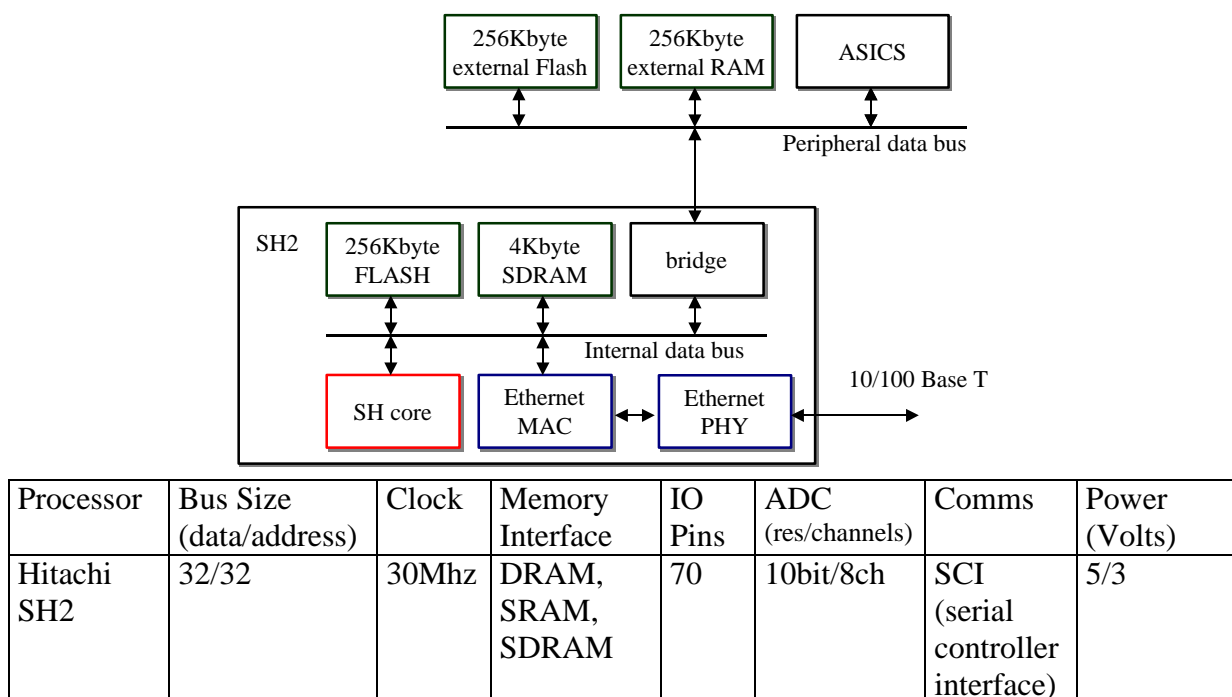 256Kbyte
external Flash
256Kbyte
external RAM
ASICS
Peripheral data bus
SH2
256Kbyte
FLASH
4Kbyte
SDRAM
bridge
Internal data bus
10/100 Base T
SH core
Ethernet
MAC
Ethernet
PHY
Processor
Bus Size
(data/address)
Clock
Memory
Interface
IO
Pins
ADC
(res/channels)
Comms
Power
(Volts)
Hitachi
SH2
32/32
30Mhz
DRAM,
SRAM,
SDRAM
70
10bit/8ch
SCI
(serial
controller
interface)
5/3